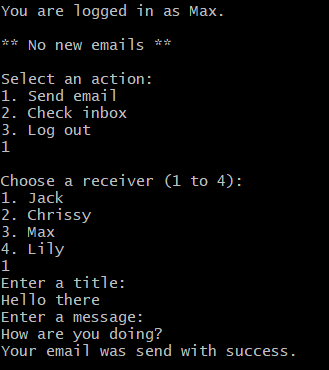 You are logged in as Max.
** No new emails **
Select an action:
1. Send email
2. Check inbox
3. Log out
1
Choose a receiver (1 to 4):
1. Jack
2. Chrissy
3. Max
4. Lily
1
Enter a title:
Hello there
Enter a message:
How are you doing?
Your email was send with success.